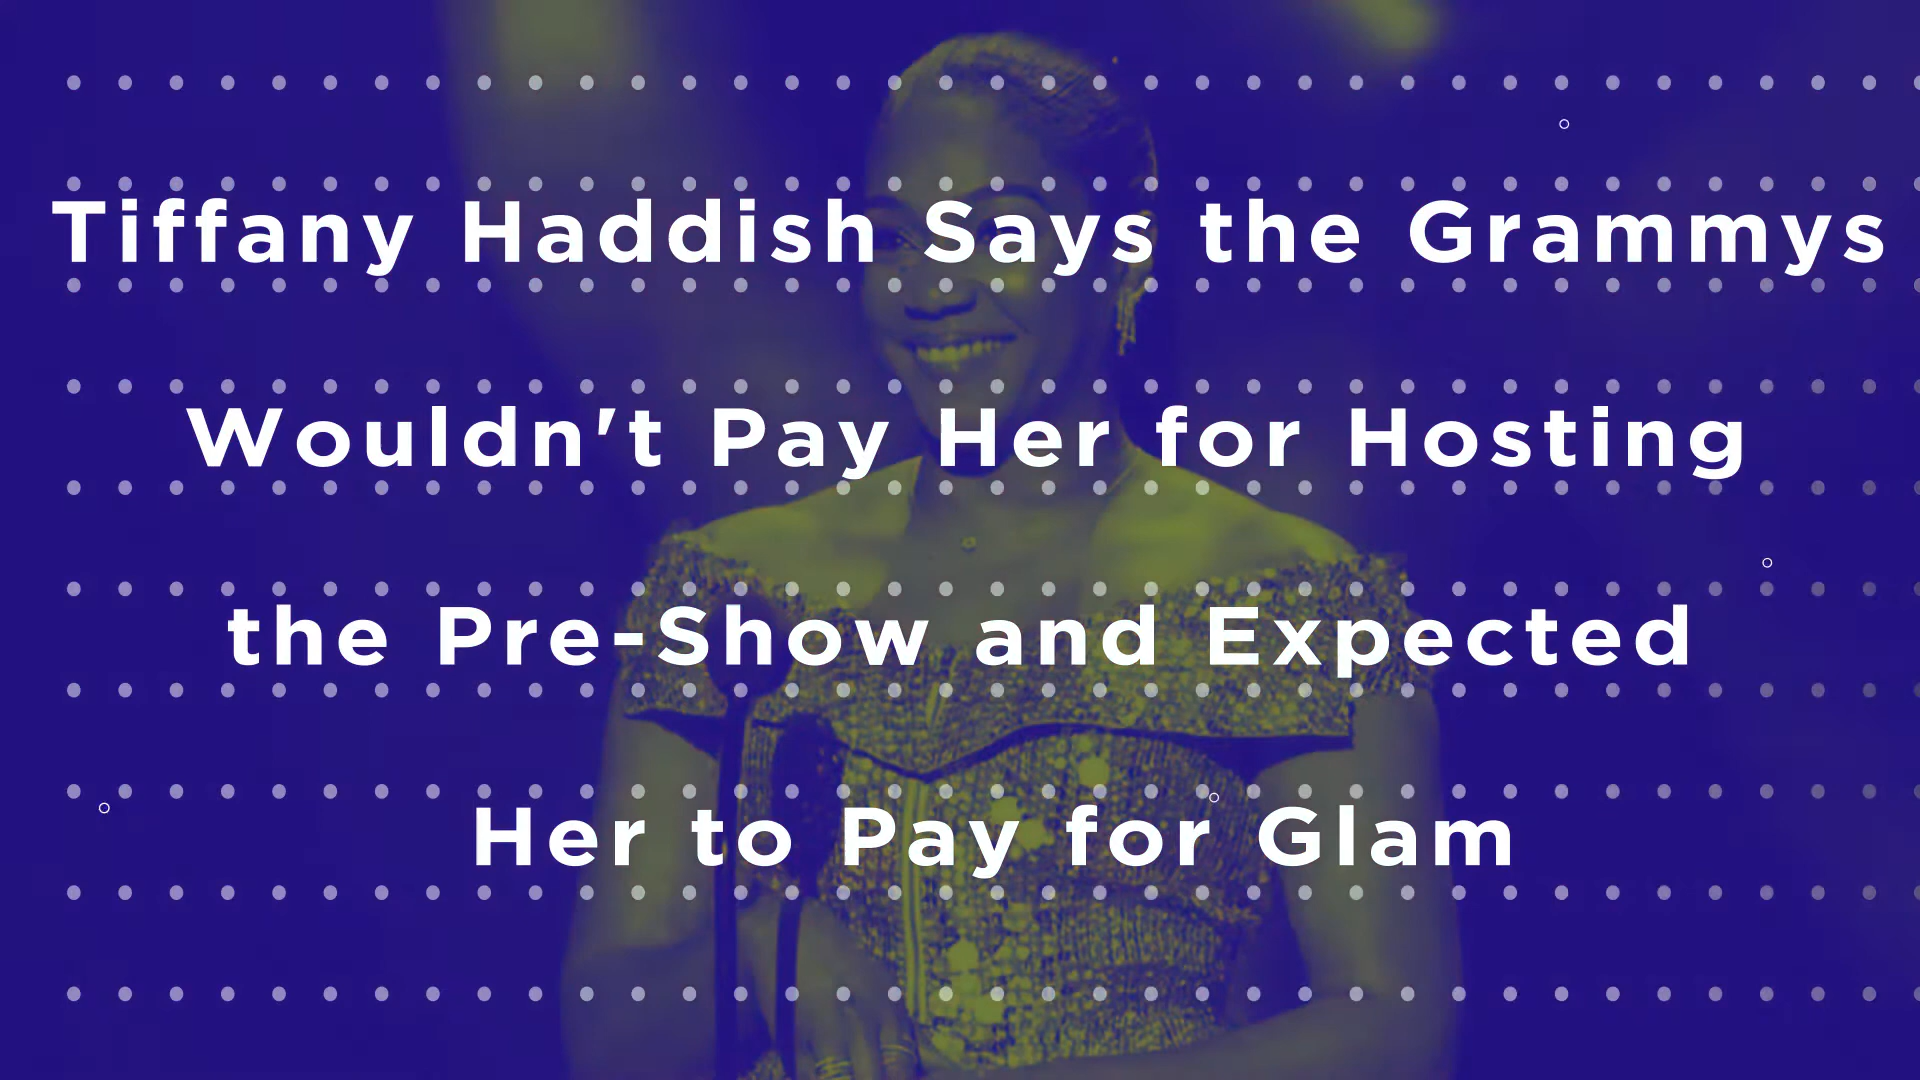 Tiffany Haddish Says the Grammys
Wouldn't Pay Her for Hosting
the Pre-Show and Expected
Her to Pay for Glam